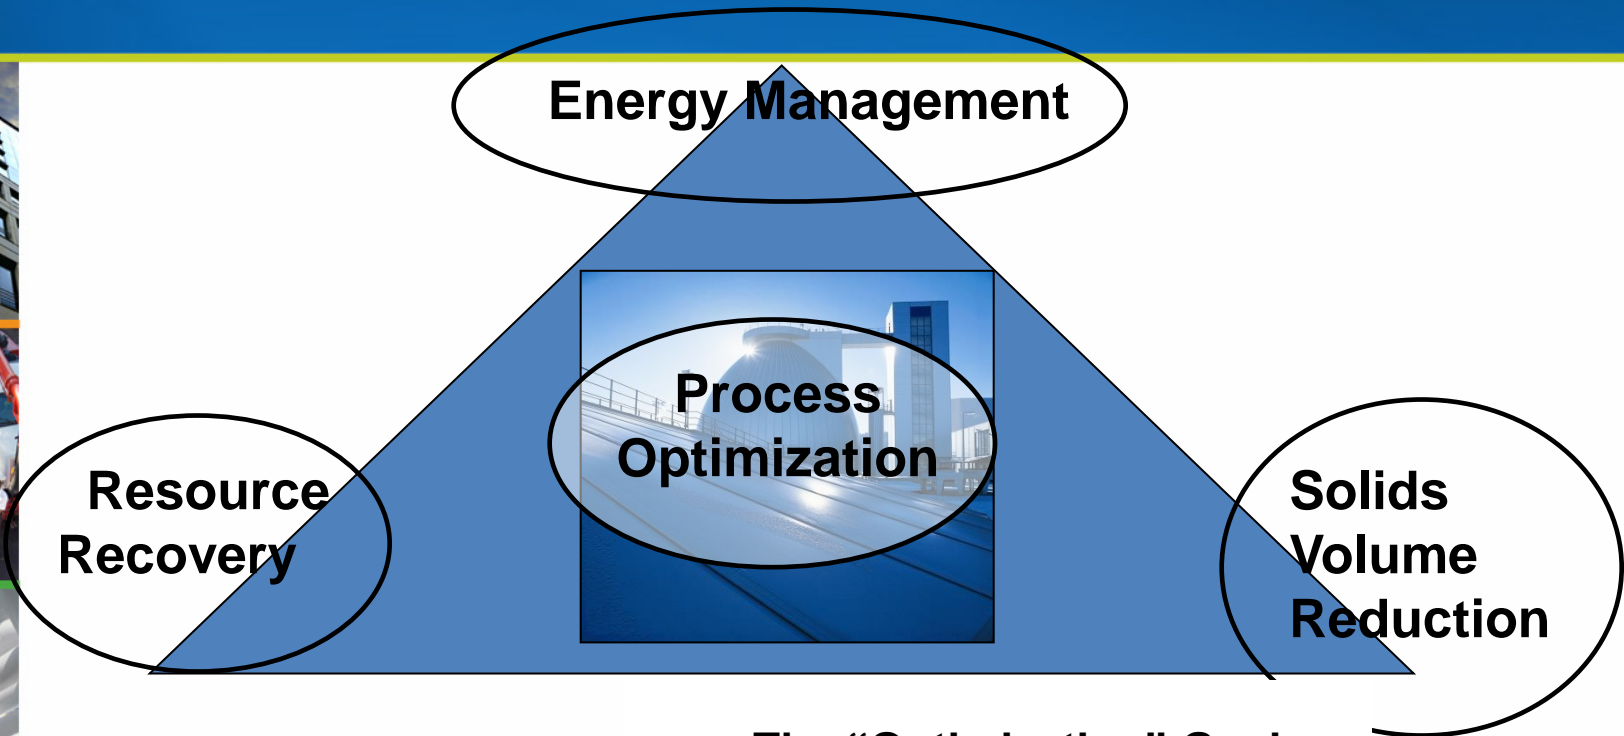 Energy Management
Process
Optimization
Resource
Recovery
Solids
Volume
Reduction